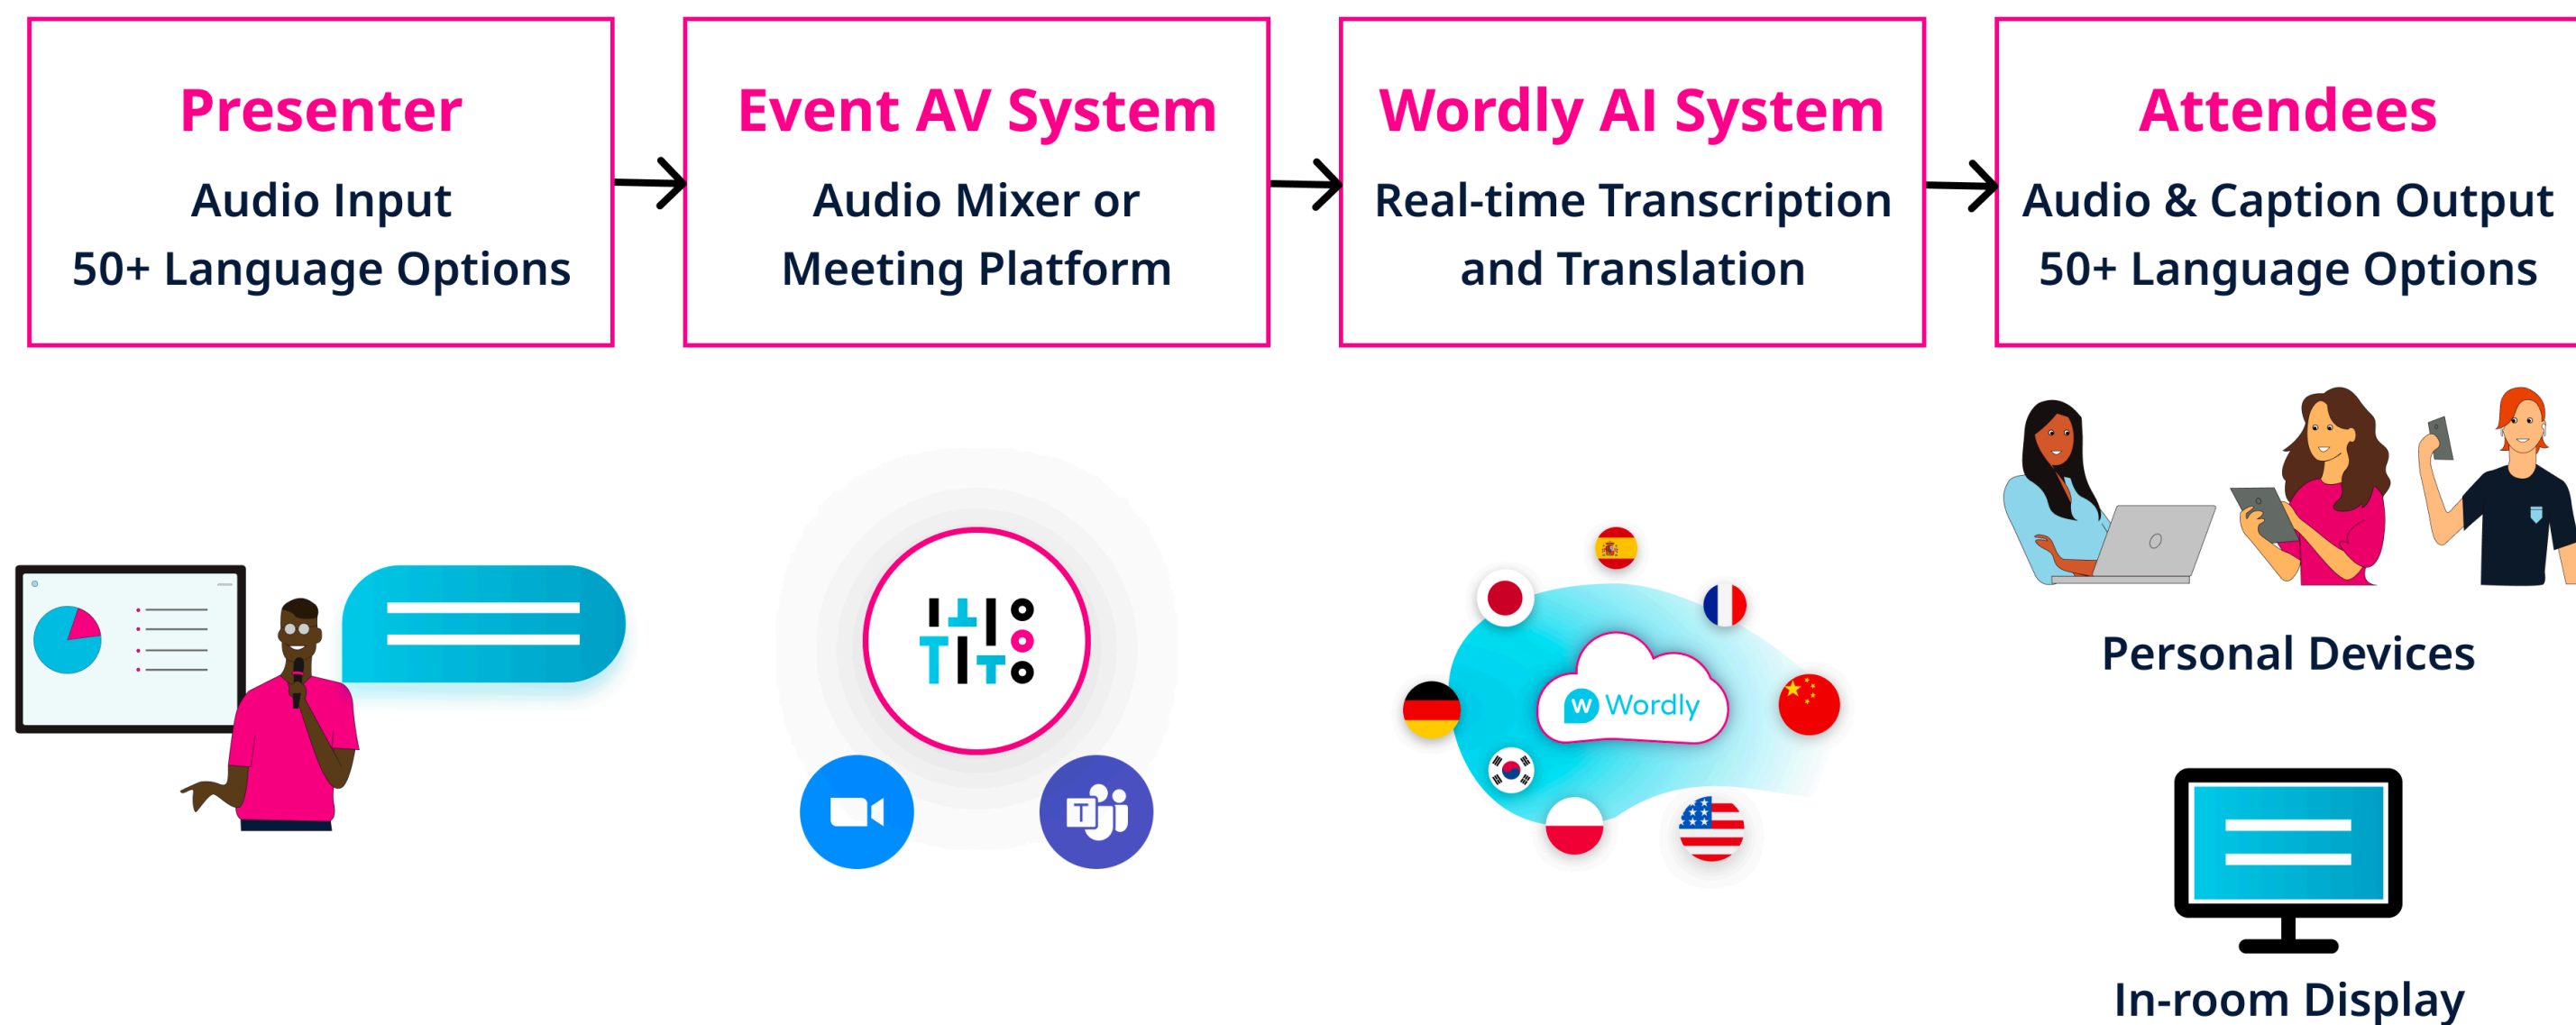 Presenter
Audio Input
50+ Language Options
Event AV System
Audio Mixer or
Meeting Platform
Wordly AI System
Real-time Transcription
and Translation
Attendees
Audio & Caption Output
50+ Language Options
T
W Wordly
Personal Devices
In-room Display